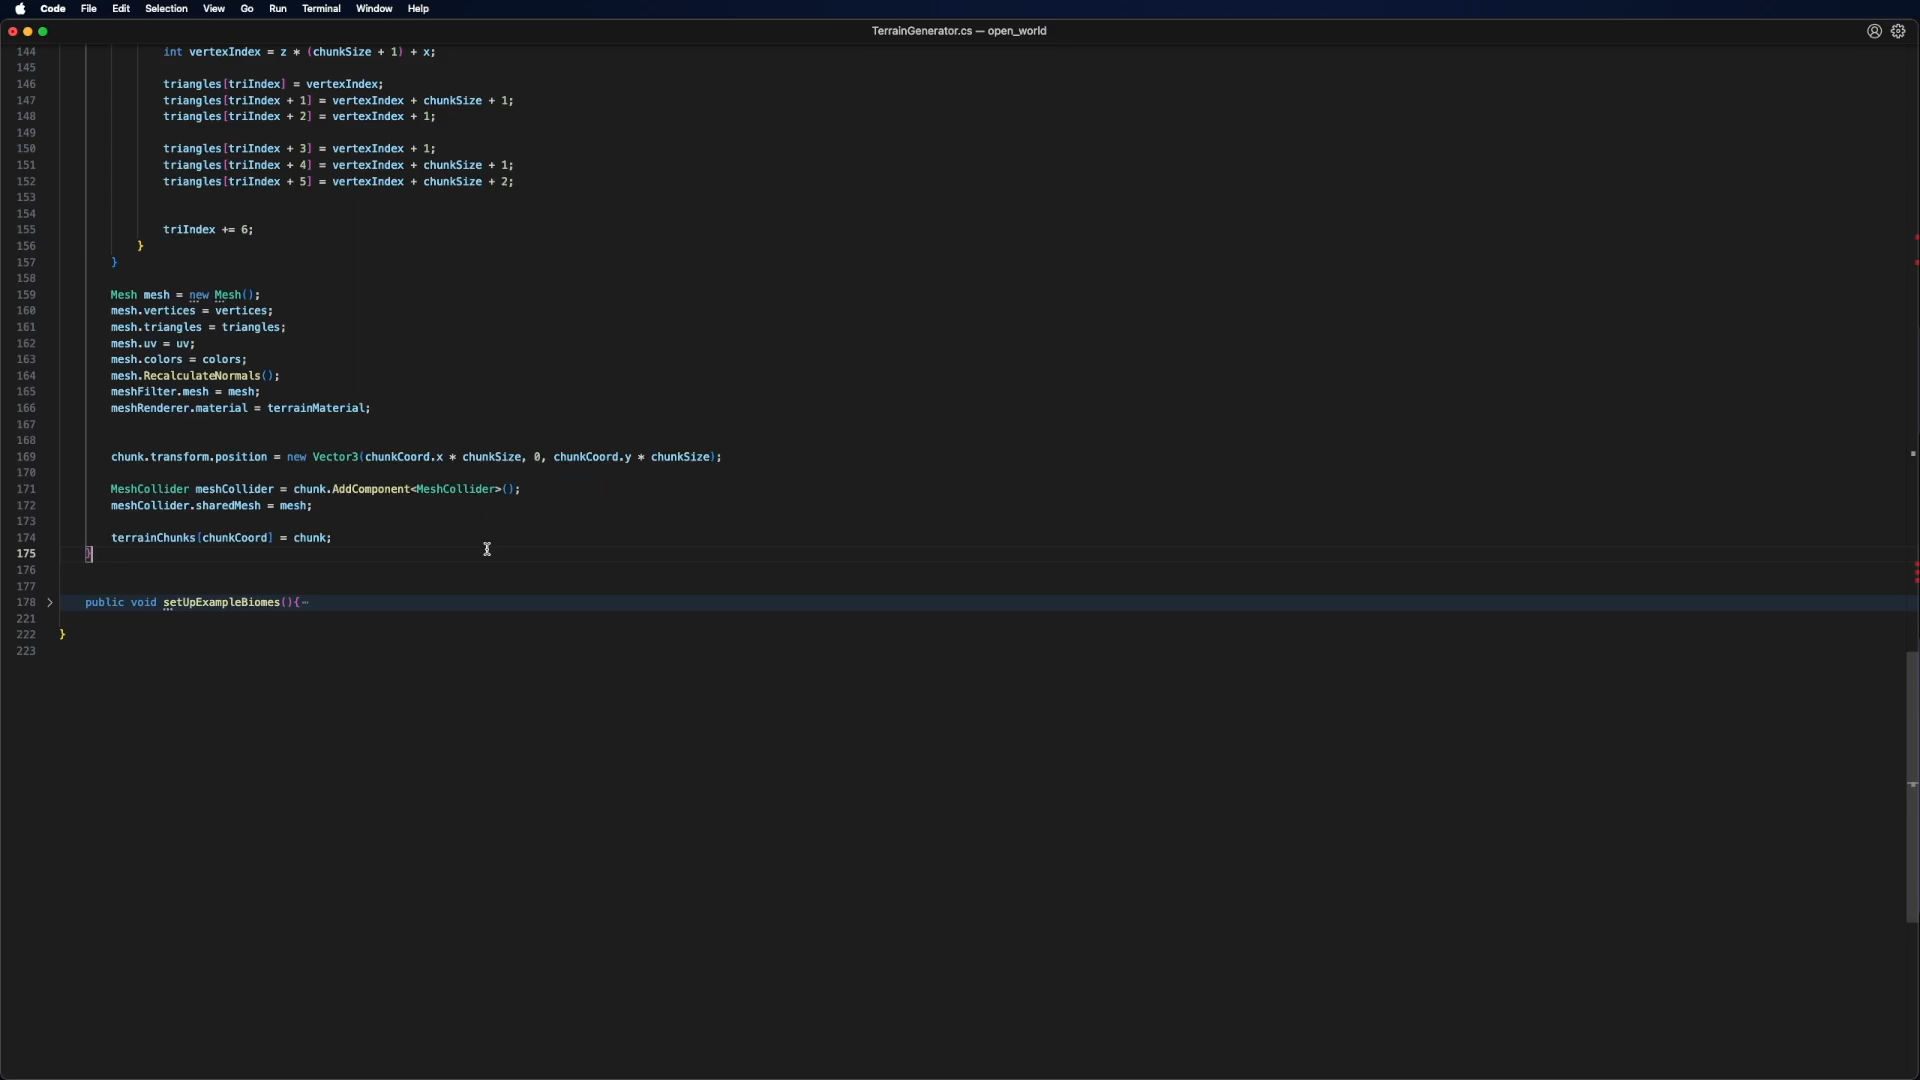 Code File Edit Selection View Go Run Terminal Window Help
TerrainGenerator.cs — open_world
144 int vertexIndex = z * (chunkSize + 1) + x;
145
146 triangles[triIndex] = vertexIndex;
147 triangles[triIndex + 1] = vertexIndex + chunkSize + 1;
148 triangles[triIndex + 2] = vertexIndex + 1;
149
150 triangles[triIndex + 3] = vertexIndex + 1;
151 triangles[triIndex + 4] = vertexIndex + chunkSize + 1;
152 triangles[triIndex + 5] = vertexIndex + chunkSize + 2;
153
154
155 triIndex += 6;
156 }
157 }
158
159 Mesh mesh = new Mesh();
160 mesh.vertices = vertices;
161 mesh.triangles = triangles;
162 mesh.uv = uv;
163 mesh.colors = colors;
164 mesh.RecalculateNormals();
165 meshFilter.mesh = mesh;
166 meshRenderer.material = terrainMaterial;
167
168
169 chunk.transform.position = new Vector3(chunkCoord.x * chunkSize, 0, chunkCoord.y * chunkSize);
170
171 MeshCollider meshCollider = chunk.AddComponent<MeshCollider>();
172 meshCollider.sharedMesh = mesh;
173
174 terrainChunks[chunkCoord] = chunk;
175 }
176
177
178 public void setUpExampleBiomes(){⋯
221
222 }
223